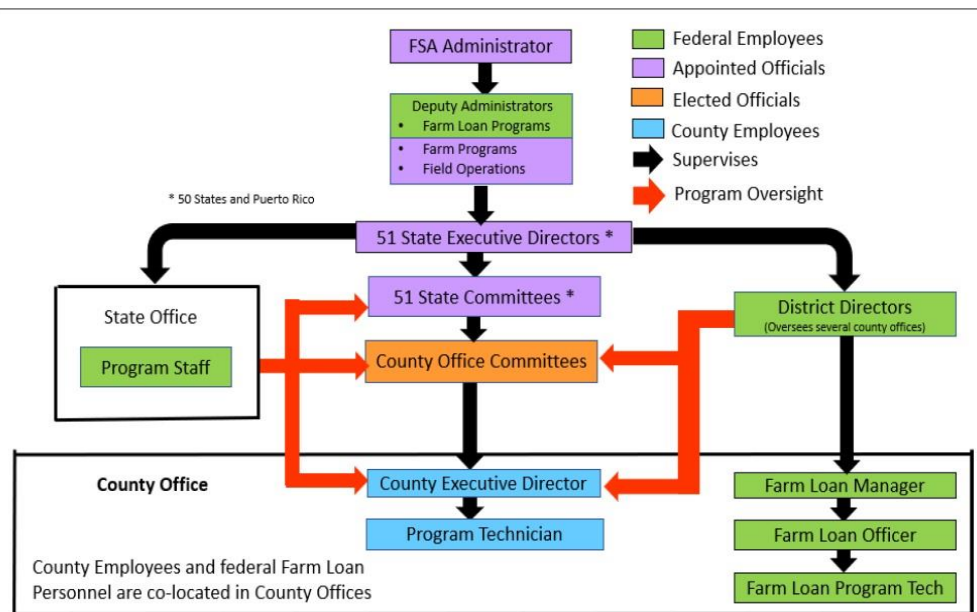 FSA Administrator
Federal Employees
Appointed Officials
Elected Officials
County Employees
Supervises
Program Oversight
Deputy Administrators
• Farm Loan Programs
• Farm Programs
• Field Operations
* 50 States and Puerto Rico
51 State Executive Directors *
State Office
Program Staff
51 State Committees *
County Office Committees
District Directors
(Oversees several county offices)
County Office
County Executive Director
Program Technician
Farm Loan Manager
Farm Loan Officer
Farm Loan Program Tech
County Employees and federal Farm Loan
Personnel are co-located in County Offices